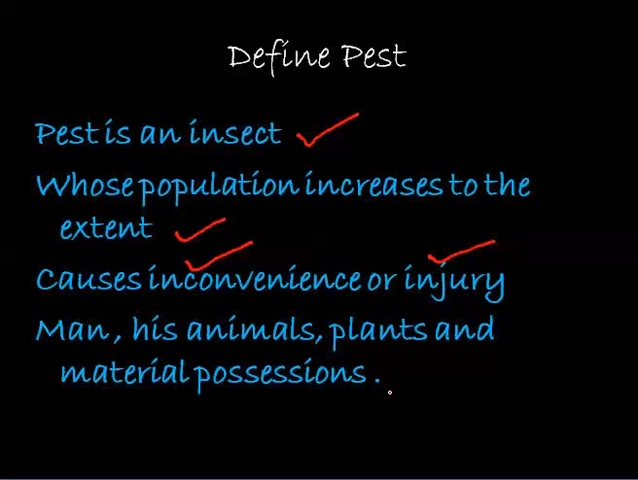 Define Pest
Pest is an insect
Whose population increases to the
extent
Causes inconvenience or injury
Man , his animals, plants and
material possessions .